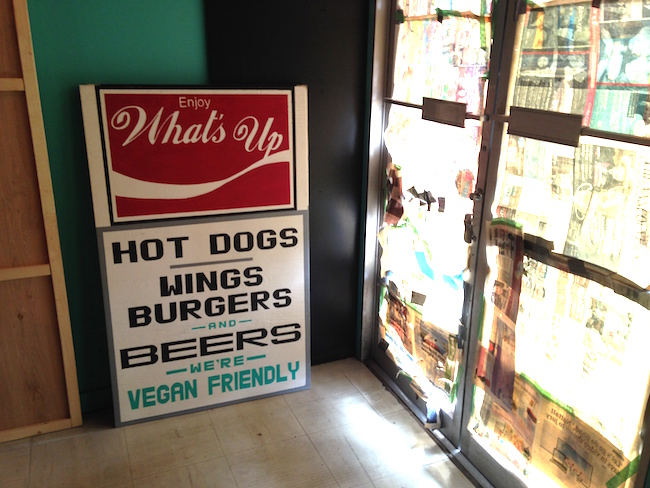 Enjoy
What's Up
HOT DOGS
WINGS
BURGERS
AND
BEERS
WE'RE
VEGAN FRIENDLY